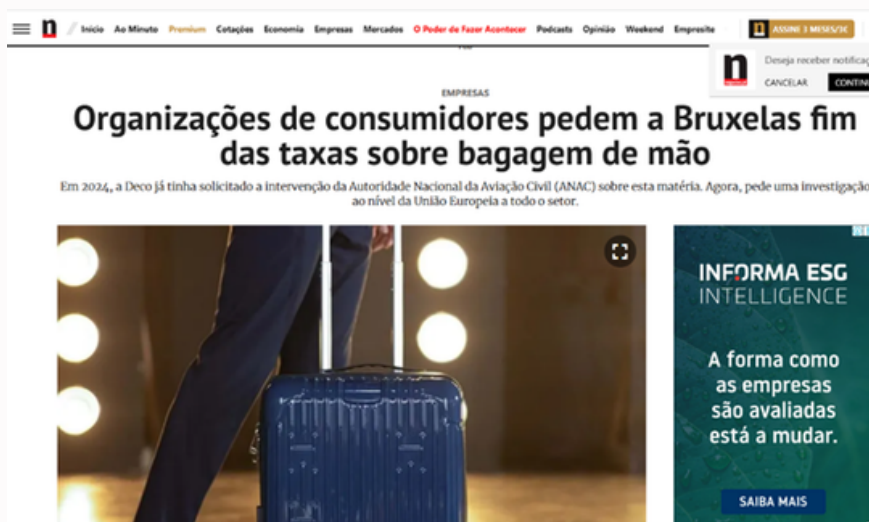 n Início Ao Minuto Premium Cotações Economia Empresas Mercados O Poder de Fazer Acontecer Podcasts Opinião Weekend Empresite n ASSINE 3 MESES/3€
n Deseja receber notificaç
CANCELAR CONTINU
EMPRESAS
Organizações de consumidores pedem a Bruxelas fim
das taxas sobre bagagem de mão
Em 2024, a Deco já tinha solicitado a intervenção da Autoridade Nacional da Aviação Civil (ANAC) sobre esta matéria. Agora, pede uma investigação
ao nível da União Europeia a todo o setor.
INFORMA ESG
INTELLIGENCE
A forma como
as empresas
são avaliadas
está a mudar.
SAIBA MAIS